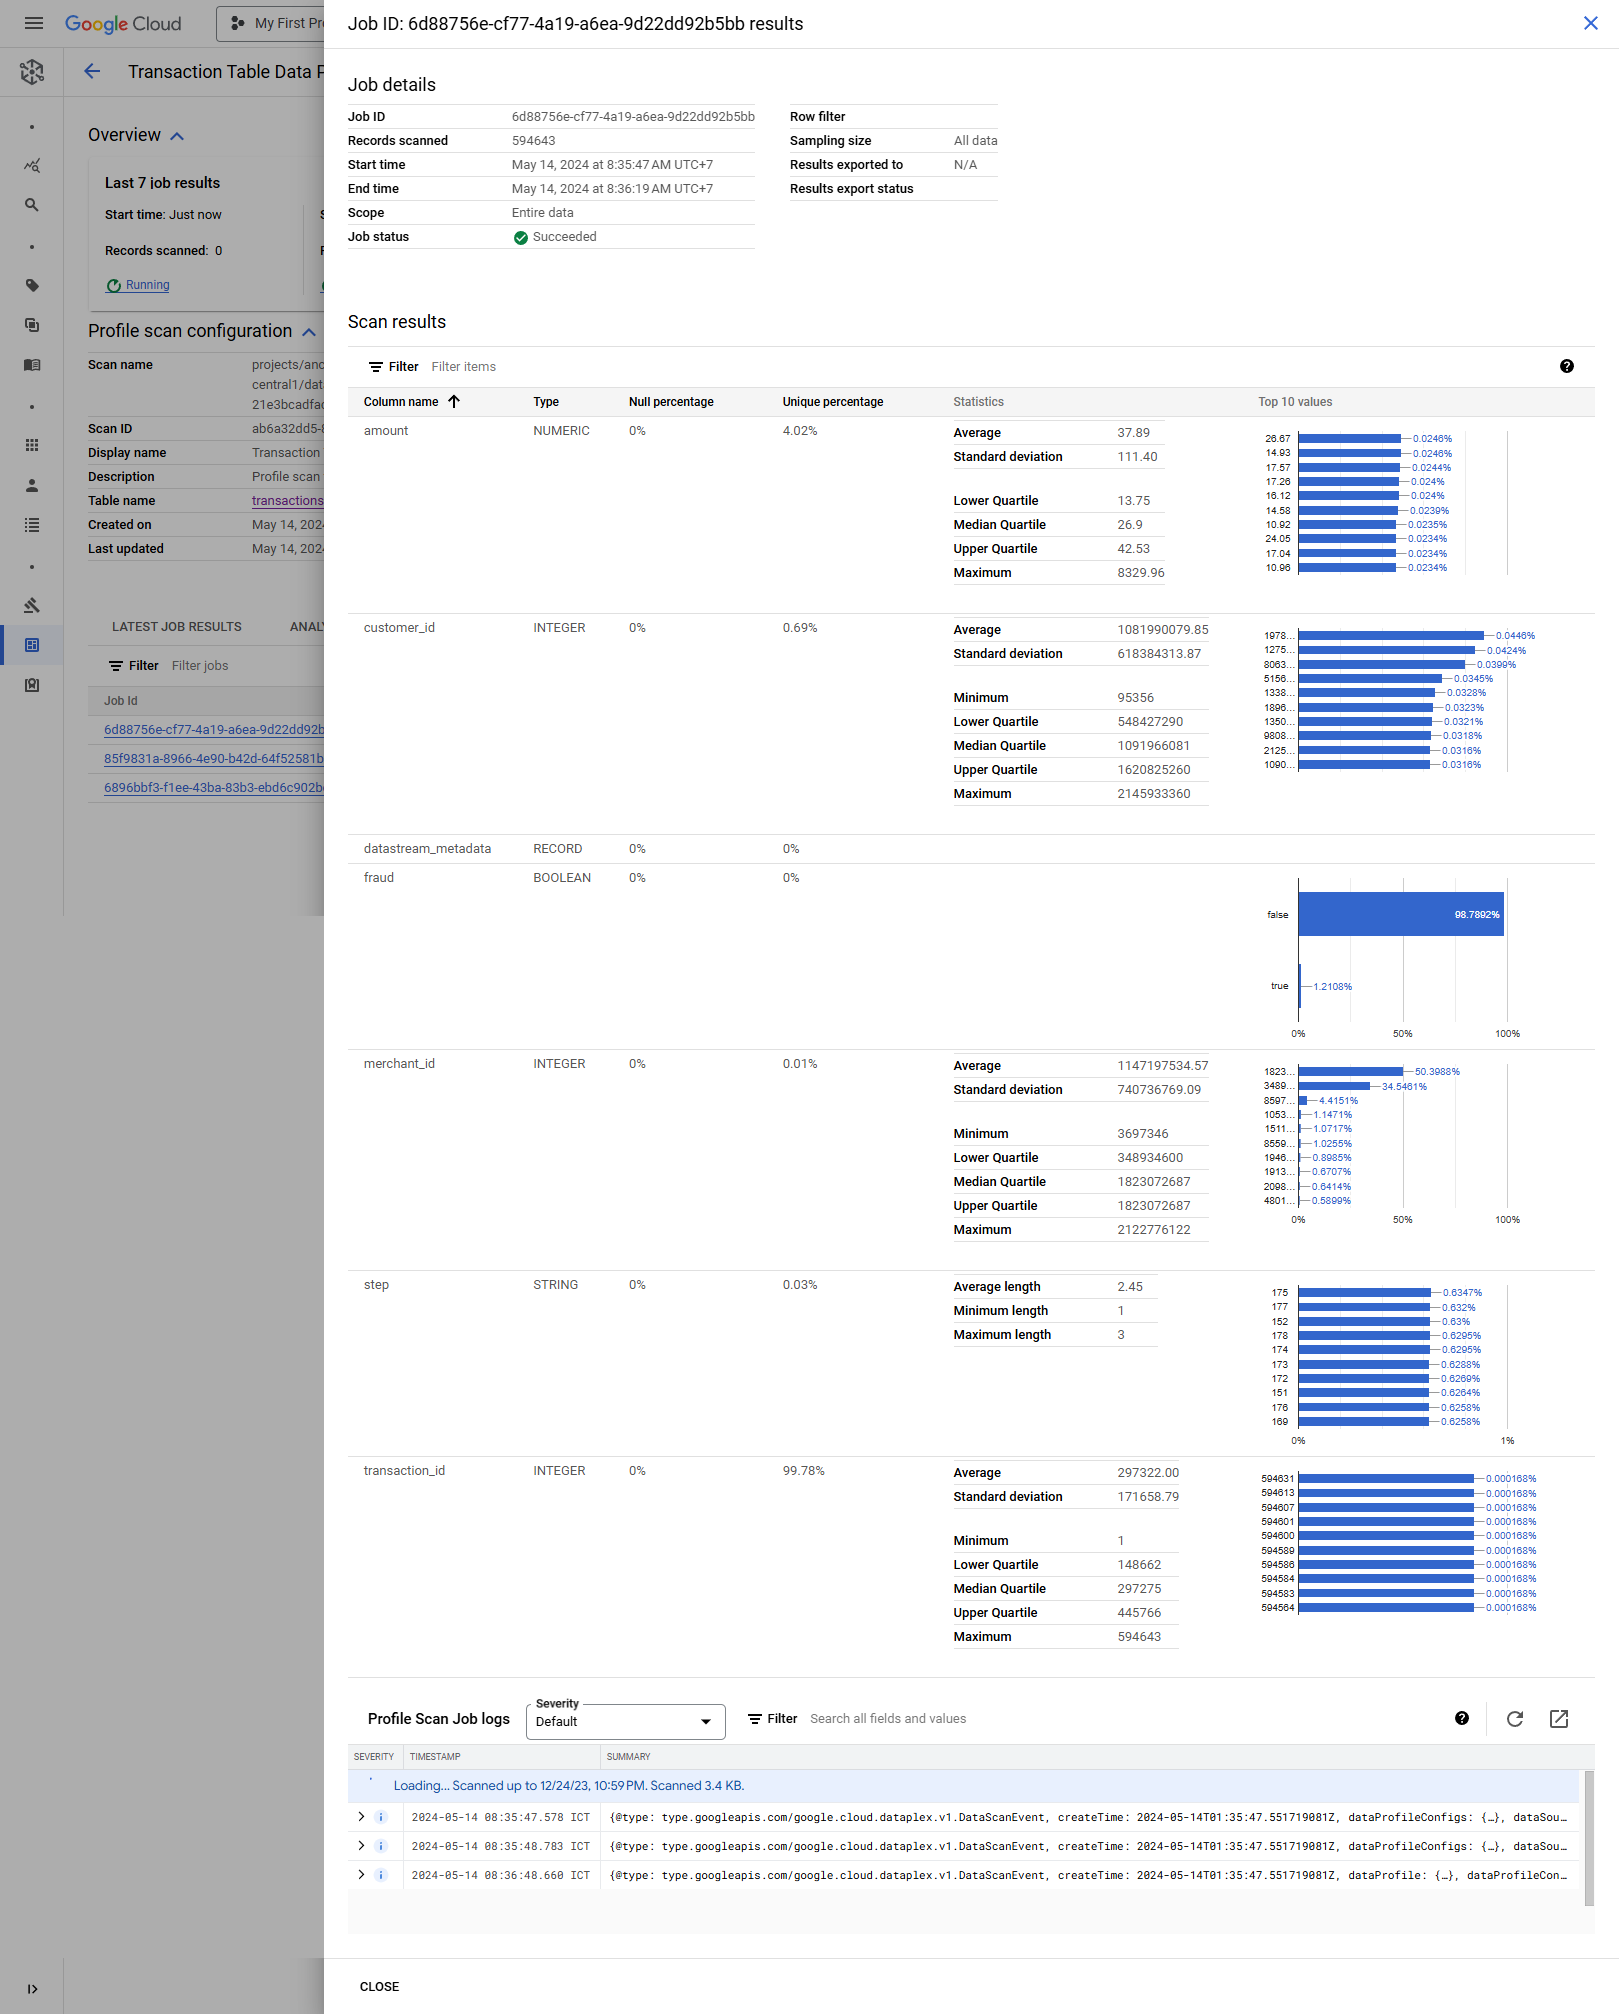 Google Cloud
My First Pr
Transaction Table Data P
Overview
Last 7 job results
Start time: Just now
Records scanned: 0
Running
Profile scan configuration
Scan name
projects/anc
central1/dat
21e3bcadfac
Scan ID
ab6a32dd5-
Display name
Transaction
Description
Profile scan
Table name
transactions
Created on
May 14, 2024
Last updated
May 14, 2024
LATEST JOB RESULTS
ANAL
Filter
Filter jobs
Job Id
6d88756e-cf77-4a19-a6ea-9d22dd92b
85f9831a-8966-4e90-b42d-64f52581b
6896bbf3-f1ee-43ba-83b3-ebd6c902b
Job ID: 6d88756e-cf77-4a19-a6ea-9d22dd92b5bb results
Job details
Job ID 6d88756e-cf77-4a19-a6ea-9d22dd92b5bb
Records scanned 594643
Start time May 14, 2024 at 8:35:47 AM UTC+7
End time May 14, 2024 at 8:36:19 AM UTC+7
Scope Entire data
Job status Succeeded
Row filter
Sampling size All data
Results exported to N/A
Results export status
Scan results
Filter Filter items
Column name Type Null percentage Unique percentage Statistics Top 10 values
amount NUMERIC 0% 4.02%
Average 37.89
Standard deviation 111.40
Lower Quartile 13.75
Median Quartile 26.9
Upper Quartile 42.53
Maximum 8329.96
26.67 0.0246%
14.93 0.0246%
17.57 0.0244%
17.26 0.024%
16.12 0.024%
14.58 0.0239%
10.92 0.0235%
24.05 0.0234%
17.04 0.0234%
10.96 0.0234%
customer_id INTEGER 0% 0.69%
Average 1081990079.85
Standard deviation 618384313.87
Minimum 95356
Lower Quartile 548427290
Median Quartile 1091966081
Upper Quartile 1620825260
Maximum 2145933360
1978... 0.0446%
1275... 0.0424%
8063... 0.0399%
5156... 0.0345%
1338... 0.0328%
1896... 0.0323%
1350... 0.0321%
9808... 0.0318%
2125... 0.0316%
1090... 0.0316%
datastream_metadata RECORD 0% 0%
fraud BOOLEAN 0% 0%
false 98.7892%
true 1.2108%
0% 50% 100%
merchant_id INTEGER 0% 0.01%
Average 1147197534.57
Standard deviation 740736769.09
Minimum 3697346
Lower Quartile 348934600
Median Quartile 1823072687
Upper Quartile 1823072687
Maximum 2122776122
1823... 50.3988%
3489... 34.5461%
8597... 4.4151%
1053... 1.1471%
1511... 1.0717%
8559... 1.0255%
1946... 0.8985%
1913... 0.6707%
2098... 0.6414%
4801... 0.5899%
0% 50% 100%
step STRING 0% 0.03%
Average length 2.45
Minimum length 1
Maximum length 3
175 0.6347%
177 0.632%
152 0.63%
178 0.6295%
174 0.6295%
173 0.6288%
172 0.6269%
151 0.6264%
176 0.6258%
169 0.6258%
0% 1%
transaction_id INTEGER 0% 99.78%
Average 297322.00
Standard deviation 171658.79
Minimum 1
Lower Quartile 148662
Median Quartile 297275
Upper Quartile 445766
Maximum 594643
594631 0.000168%
594613 0.000168%
594607 0.000168%
594601 0.000168%
594600 0.000168%
594589 0.000168%
594586 0.000168%
594584 0.000168%
594583 0.000168%
594564 0.000168%
Profile Scan Job logs
Severity
Default
Filter Search all fields and values
SEVERITY TIMESTAMP SUMMARY
Loading... Scanned up to 12/24/23, 10:59 PM. Scanned 3.4 KB.
2024-05-14 08:35:47.578 ICT {@type: type.googleapis.com/google.cloud.dataplex.v1.DataScanEvent, createTime: 2024-05-14T01:35:47.551719081Z, dataProfileConfigs: {…}, dataSou…
2024-05-14 08:35:48.783 ICT {@type: type.googleapis.com/google.cloud.dataplex.v1.DataScanEvent, createTime: 2024-05-14T01:35:47.551719081Z, dataProfileConfigs: {…}, dataSou…
2024-05-14 08:36:48.660 ICT {@type: type.googleapis.com/google.cloud.dataplex.v1.DataScanEvent, createTime: 2024-05-14T01:35:47.551719081Z, dataProfile: {…}, dataProfileCon…
CLOSE